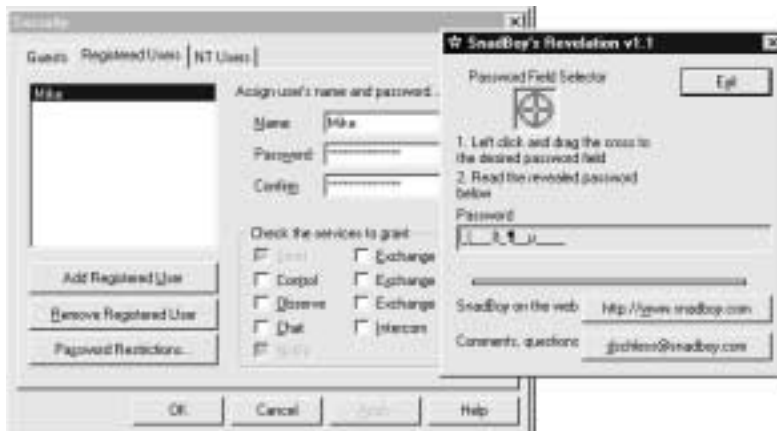 Security
Guests Registered Users NT Users
Mike
Assign user's name and password...
Name Mike
Password *************
Confirm *************
Check the services to grant
Control
Observe
Chat
Exchange
Exchange
Exchange
Intercom
Add Registered User
Remove Registered User
Password Restrictions...
OK Cancel Apply Help
SnadBoy's Revelation v1.1
Password Field Selector
Exit
1. Left click and drag the cross to
the desired password field
2. Read the revealed password
below
Password
SnadBoy on the web http://www.snadboy.com
Comments, questions